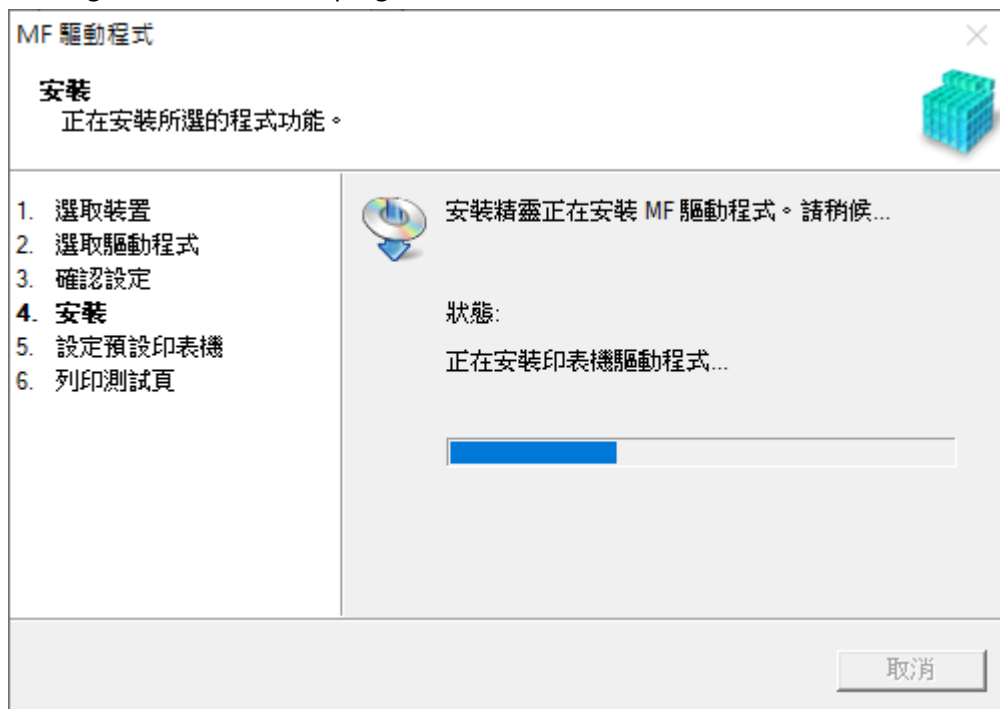 MF 驅動程式
安裝
正在安裝所選的程式功能。
1. 選取裝置
2. 選取驅動程式
3. 確認設定
4. 安裝
5. 設定預設印表機
6. 列印測試頁
安裝精靈正在安裝 MF 驅動程式。請稍候...
狀態:
正在安裝印表機驅動程式...
取消